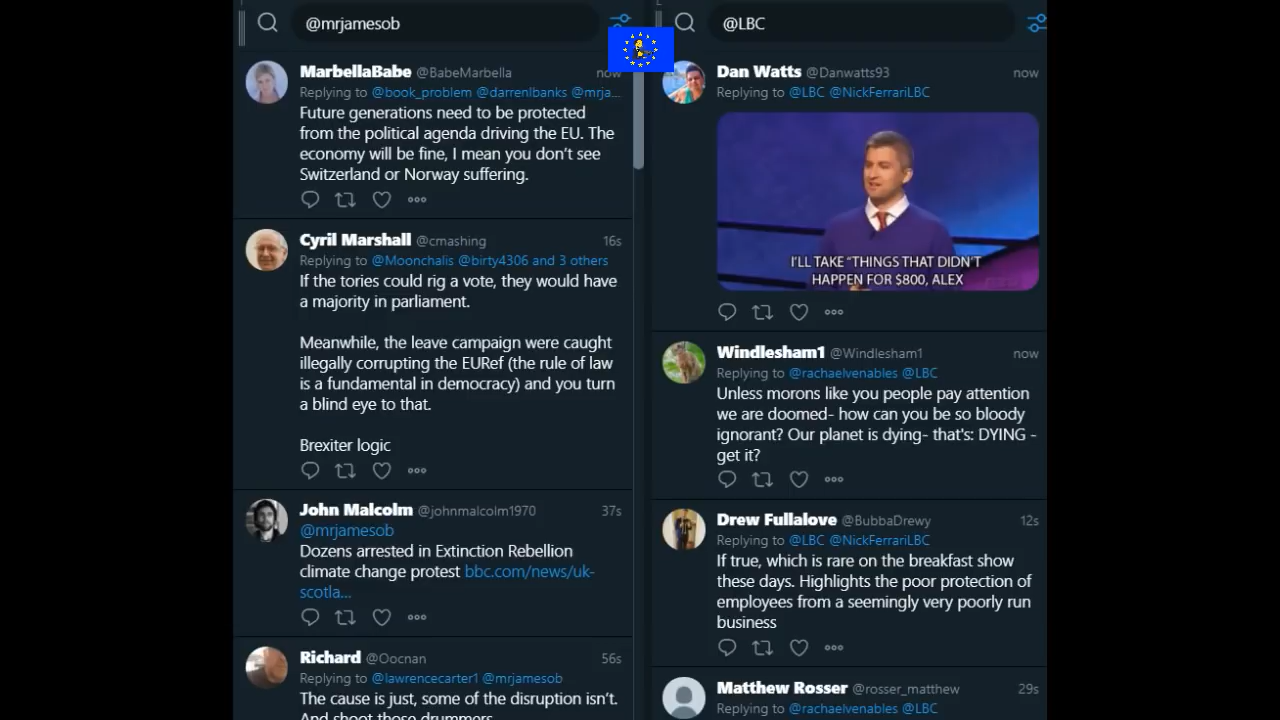 @mrjamesob
MarbellaBabe @BabeMarbella now
Replying to @book_problem @darrenlbanks @mrja...
Future generations need to be protected
from the political agenda driving the EU. The
economy will be fine, I mean you don't see
Switzerland or Norway suffering.
Cyril Marshall @cmashing 16s
Replying to @Moonchalis @birty4306 and 3 others
If the tories could rig a vote, they would have
a majority in parliament.
Meanwhile, the leave campaign were caught
illegally corrupting the EURef (the rule of law
is a fundamental in democracy) and you turn
a blind eye to that.
Brexiter logic
John Malcolm @johnmalcolm1970 37s
@mrjamesob
Dozens arrested in Extinction Rebellion
climate change protest bbc.com/news/uk-
scotla...
Richard @Oocnan 56s
Replying to @lawrencecarter1 @mrjamesob
The cause is just, some of the disruption isn't.
And shoot those drummers
@LBC
Dan Watts @Danwatts93 now
Replying to @LBC @NickFerrariLBC
I'LL TAKE "THINGS THAT DIDN'T
HAPPEN FOR $800, ALEX
Windlesham1 @Windlesham1 now
Replying to @rachaelvenables @LBC
Unless morons like you people pay attention
we are doomed- how can you be so bloody
ignorant? Our planet is dying- that's: DYING -
get it?
Drew Fullalove @BubbaDrewy 12s
Replying to @LBC @NickFerrariLBC
If true, which is rare on the breakfast show
these days. Highlights the poor protection of
employees from a seemingly very poorly run
business
Matthew Rosser @rosser_matthew 29s
Replying to @rachaelvenables @LBC